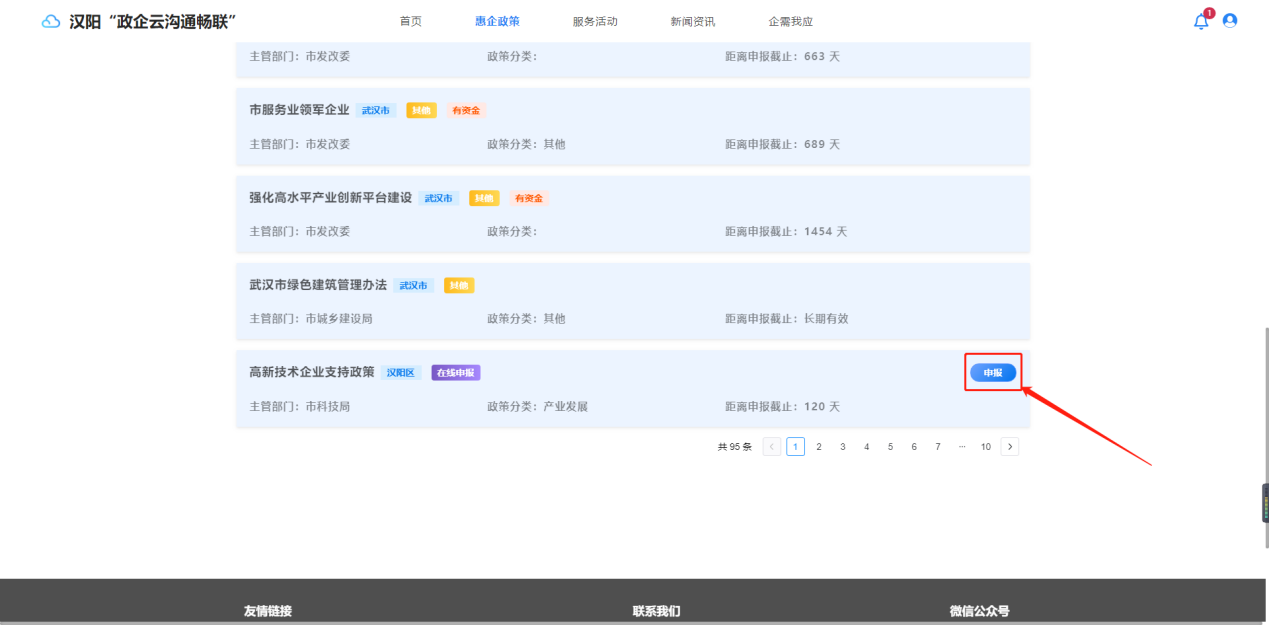 汉阳“政企云沟通畅联” 首页 惠企政策 服务活动 新闻资讯 企需我应 1
主管部门：市发改委 政策分类： 距离申报截止：663 天
市服务业领军企业 武汉市 其他 有资金
主管部门：市发改委 政策分类：其他 距离申报截止：689 天
强化高水平产业创新平台建设 武汉市 其他 有资金
主管部门：市发改委 政策分类： 距离申报截止：1454 天
武汉市绿色建筑管理办法 武汉市 其他
主管部门：市城乡建设局 政策分类：其他 距离申报截止：长期有效
高新技术企业支持政策 汉阳区 在线申报 申报
主管部门：市科技局 政策分类：产业发展 距离申报截止：120 天
共 95 条 < 1 2 3 4 5 6 7 ··· 10 >
友情链接 联系我们 微信公众号